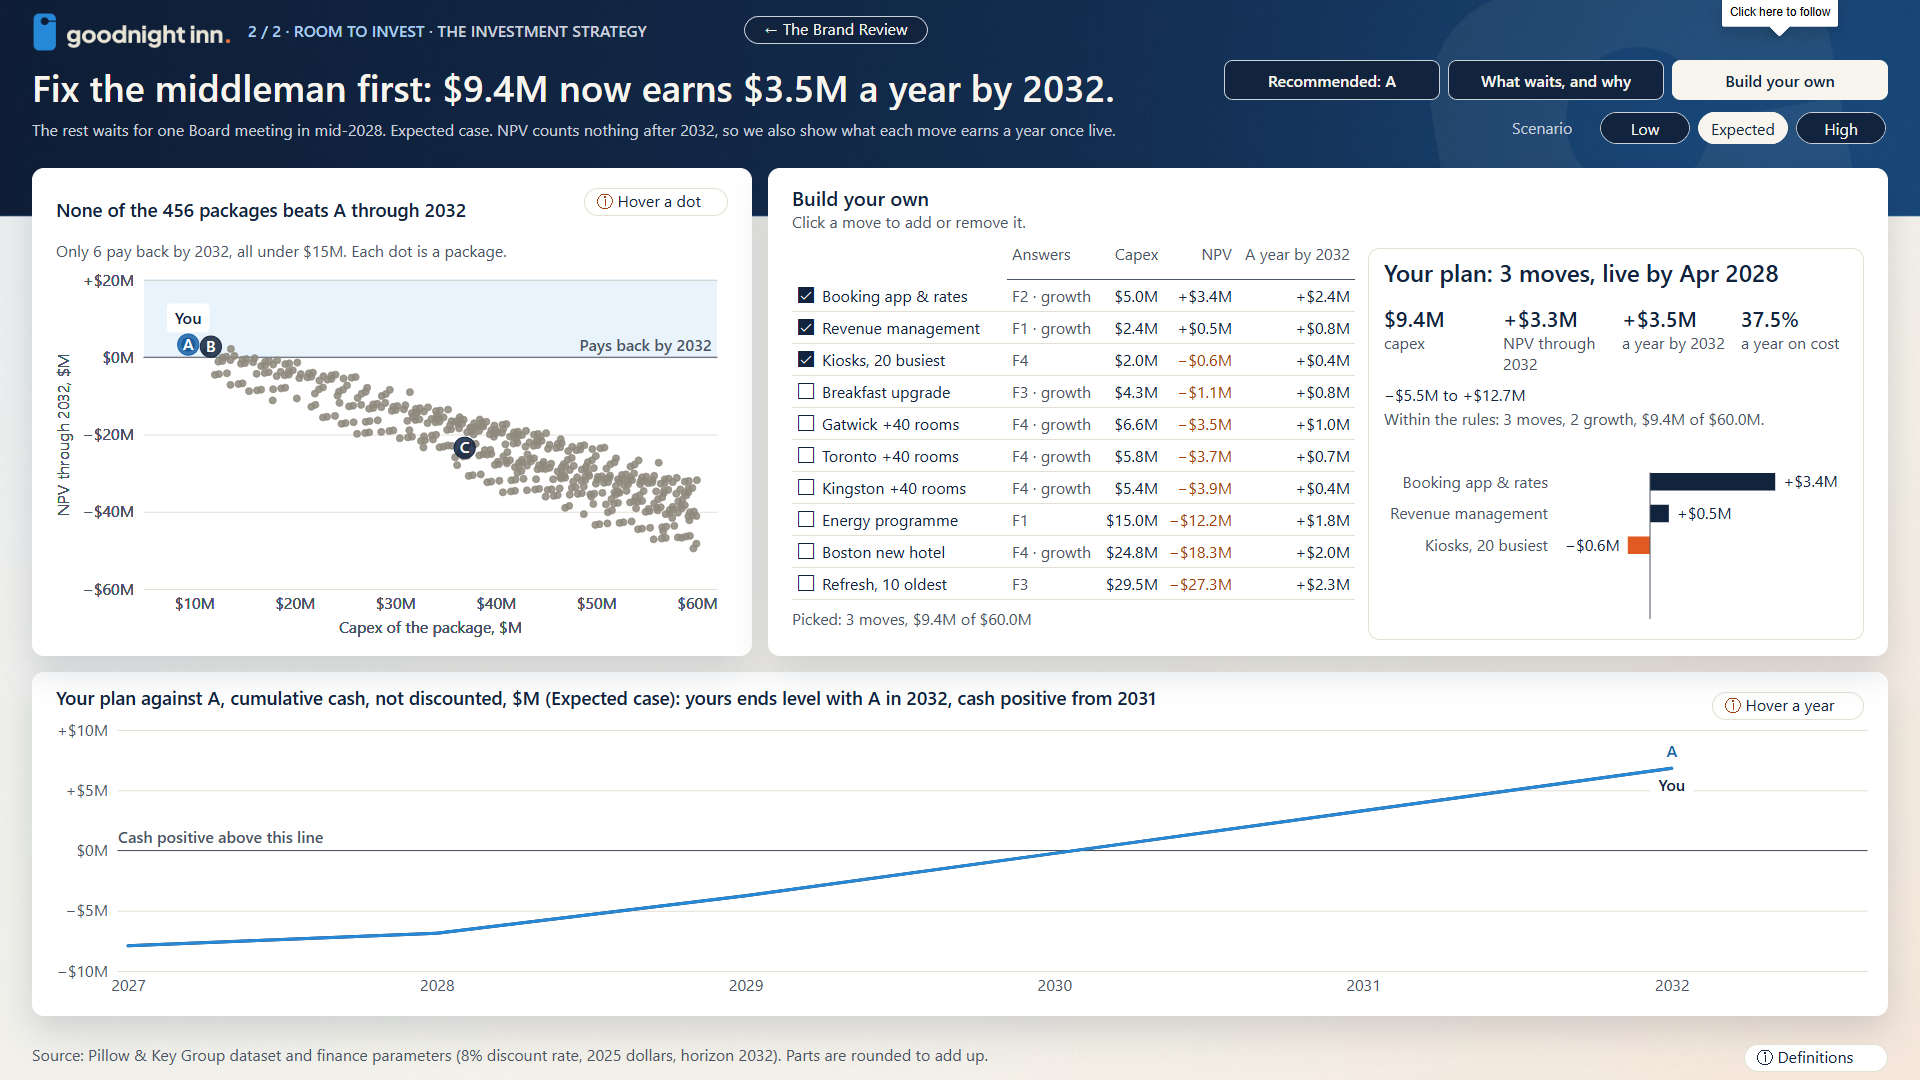 goodnight inn.
2 / 2 · ROOM TO INVEST · THE INVESTMENT STRATEGY
← The Brand Review
Click here to follow
Fix the middleman first: $9.4M now earns $3.5M a year by 2032.
The rest waits for one Board meeting in mid-2028. Expected case. NPV counts nothing after 2032, so we also show what each move earns a year once live.
Recommended: A
What waits, and why
Build your own
Scenario
Low
Expected
High
None of the 456 packages beats A through 2032
Hover a dot
Only 6 pay back by 2032, all under $15M. Each dot is a package.
NPV through 2032, $M
+$20M
$0M
−$20M
−$40M
−$60M
You
A
B
C
Pays back by 2032
$10M $20M $30M $40M $50M $60M
Capex of the package, $M
Build your own
Click a move to add or remove it.
Answers Capex NPV A year by 2032
Booking app & rates F2 · growth $5.0M +$3.4M +$2.4M
Revenue management F1 · growth $2.4M +$0.5M +$0.8M
Kiosks, 20 busiest F4 $2.0M −$0.6M +$0.4M
Breakfast upgrade F3 · growth $4.3M −$1.1M +$0.8M
Gatwick +40 rooms F4 · growth $6.6M −$3.5M +$1.0M
Toronto +40 rooms F4 · growth $5.8M −$3.7M +$0.7M
Kingston +40 rooms F4 · growth $5.4M −$3.9M +$0.4M
Energy programme F1 $15.0M −$12.2M +$1.8M
Boston new hotel F4 · growth $24.8M −$18.3M +$2.0M
Refresh, 10 oldest F3 $29.5M −$27.3M +$2.3M
Picked: 3 moves, $9.4M of $60.0M
Your plan: 3 moves, live by Apr 2028
$9.4M +$3.3M +$3.5M 37.5%
capex NPV through 2032 a year by 2032 a year on cost
−$5.5M to +$12.7M
Within the rules: 3 moves, 2 growth, $9.4M of $60.0M.
Booking app & rates +$3.4M
Revenue management +$0.5M
Kiosks, 20 busiest −$0.6M
Your plan against A, cumulative cash, not discounted, $M (Expected case): yours ends level with A in 2032, cash positive from 2031
Hover a year
+$10M
+$5M
$0M
−$5M
−$10M
Cash positive above this line
A
You
2027 2028 2029 2030 2031 2032
Source: Pillow & Key Group dataset and finance parameters (8% discount rate, 2025 dollars, horizon 2032). Parts are rounded to add up.
Definitions